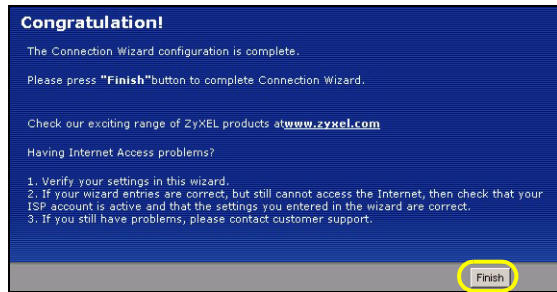 Congratulation!
The Connection Wizard configuration is complete.
Please press "Finish"button to complete Connection Wizard.
Check our exciting range of ZyXEL products atwww.zyxel.com
Having Internet Access problems?
1. Verify your settings in this wizard.
2. If your wizard entries are correct, but still cannot access the Internet, then check that your
ISP account is active and that the settings you entered in the wizard are correct.
3. If you still have problems, please contact customer support.
Finish